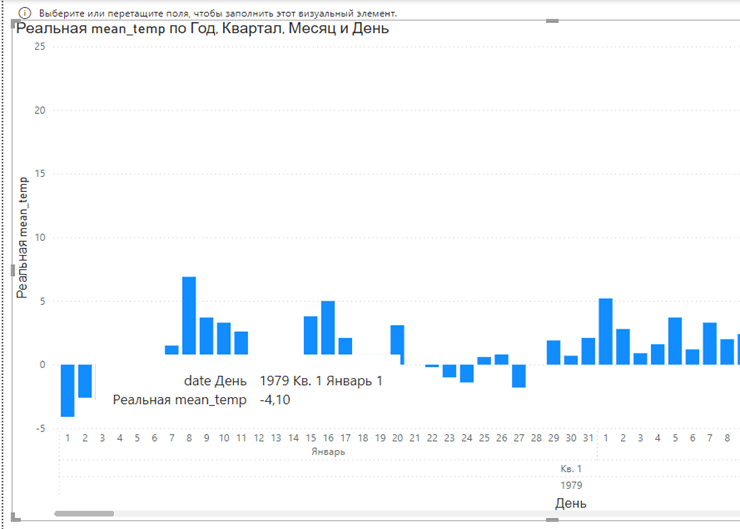 Выберите или перетащите поля, чтобы заполнить этот визуальный элемент.
Реальная mean_temp по Год, Квартал, Месяц и День
25
20
15
10
5
0
-5
Реальная mean_temp
date День 1979 Кв. 1 Январь 1
Реальная mean_temp -4,10
1 2 3 4 5 6 7 8 9 10 11 12 13 14 15 16 17 18 19 20 21 22 23 24 25 26 27 28 29 30 31 1 2 3 4 5 6 7 8
Январь
Кв. 1
1979
День